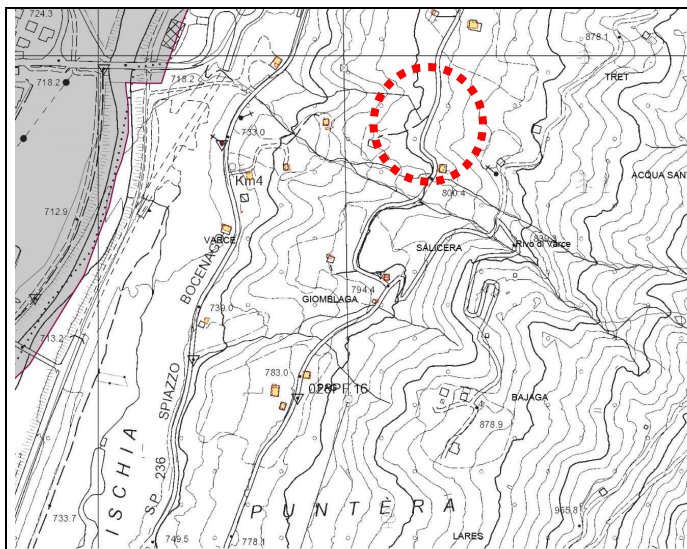 724.3
878.1
718.2
718.2
TRET
733.0
Km4
ACQUA SAN
800.4
712.9
VARCE
SALICERA
Rivo di Varce
BOCENAGO
794.4
GIOMBLAGA
739.0
713.2
783.0
SPIAZZO
BAJAGA
878.9
ISCHIA
S.P. 236
PUNTÈRA
965.8
733.7
749.5
778.1
LARES